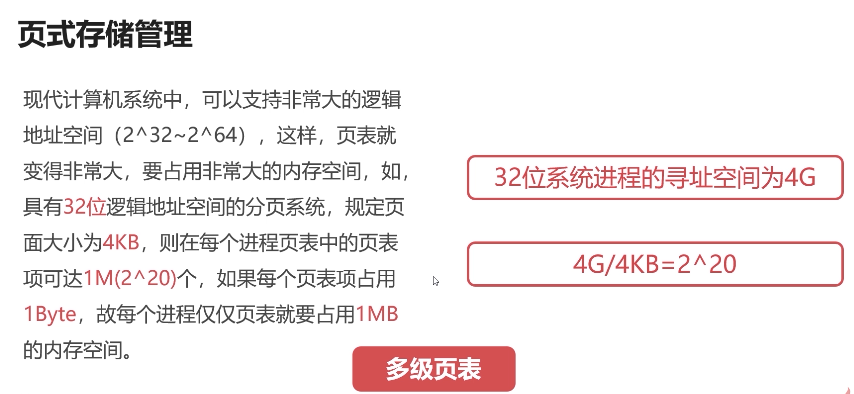 页式存储管理
现代计算机系统中，可以支持非常大的逻辑
地址空间（2^32~2^64），这样，页表就
变得非常大，要占用非常大的内存空间，如，
具有32位逻辑地址空间的分页系统，规定页
面大小为4KB，则在每个进程页表中的页表
项可达1M(2^20)个，如果每个页表项占用
1Byte，故每个进程仅仅页表就要占用1MB
的内存空间。
32位系统进程的寻址空间为4G
4G/4KB=2^20
多级页表